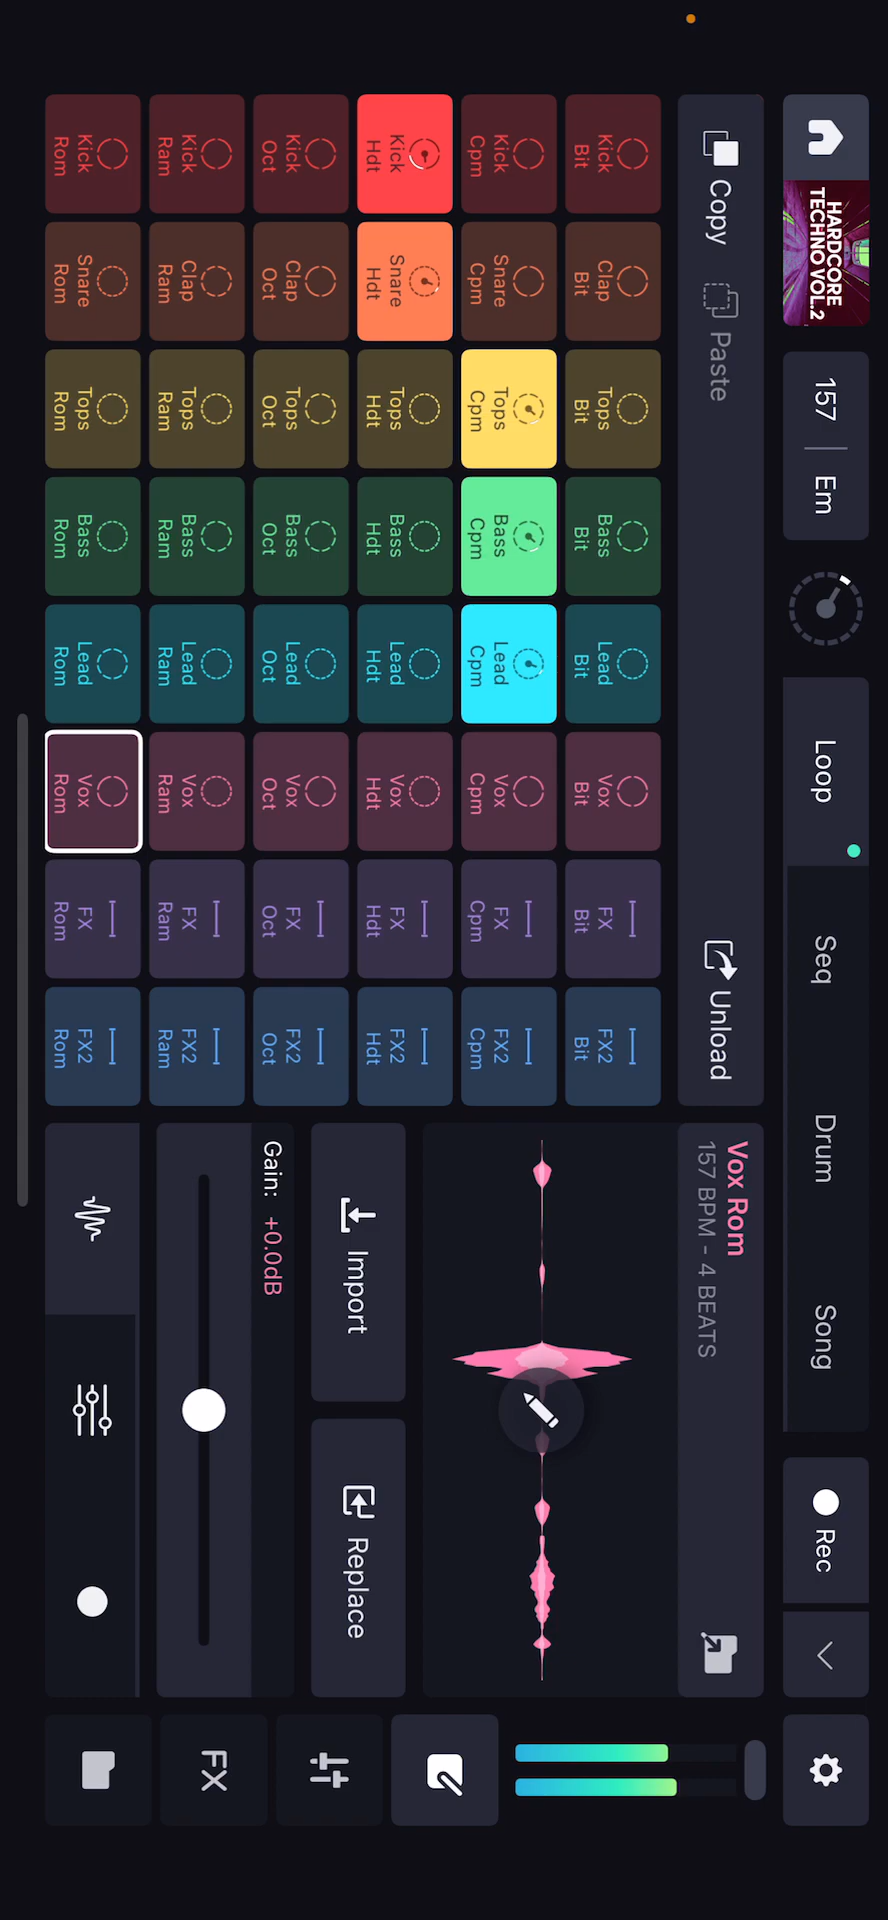 HARDCORE
TECHNO VOL.2
157
Em
Loop
Seq
Drum
Song
Rec
Copy
Paste
Unload
Vox Rom
157 BPM - 4 BEATS
Kick
Bit
Clap
Bit
Tops
Bit
Bass
Bit
Lead
Bit
Vox
Bit
FX
Bit
FX2
Bit
Kick
Cpm
Snare
Cpm
Tops
Cpm
Bass
Cpm
Lead
Cpm
Vox
Cpm
FX
Cpm
FX2
Cpm
Kick
Hdt
Snare
Hdt
Tops
Hdt
Bass
Hdt
Lead
Hdt
Vox
Hdt
FX
Hdt
FX2
Hdt
Kick
Oct
Clap
Oct
Tops
Oct
Bass
Oct
Lead
Oct
Vox
Oct
FX
Oct
FX2
Oct
Kick
Ram
Clap
Ram
Tops
Ram
Bass
Ram
Lead
Ram
Vox
Ram
FX
Ram
FX2
Ram
Kick
Rom
Snare
Rom
Tops
Rom
Bass
Rom
Lead
Rom
Vox
Rom
FX
Rom
FX2
Rom
Import
Replace
Gain: +0.0dB
FX